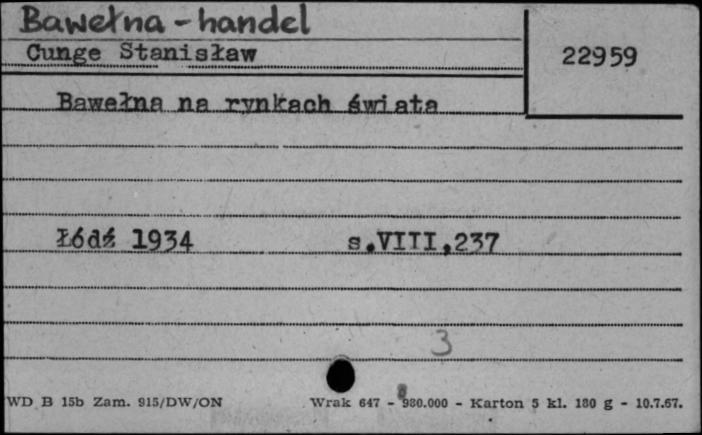 Bawełna - handel
Cunge Stanisław
22959
Bawełna na rynkach świata
Łódź 1934 s.VIII,237
3
WD B 15b Zam. 915/DW/ON Wrak 647 - 980.000 - Karton 5 kl. 180 g - 10.7.67.